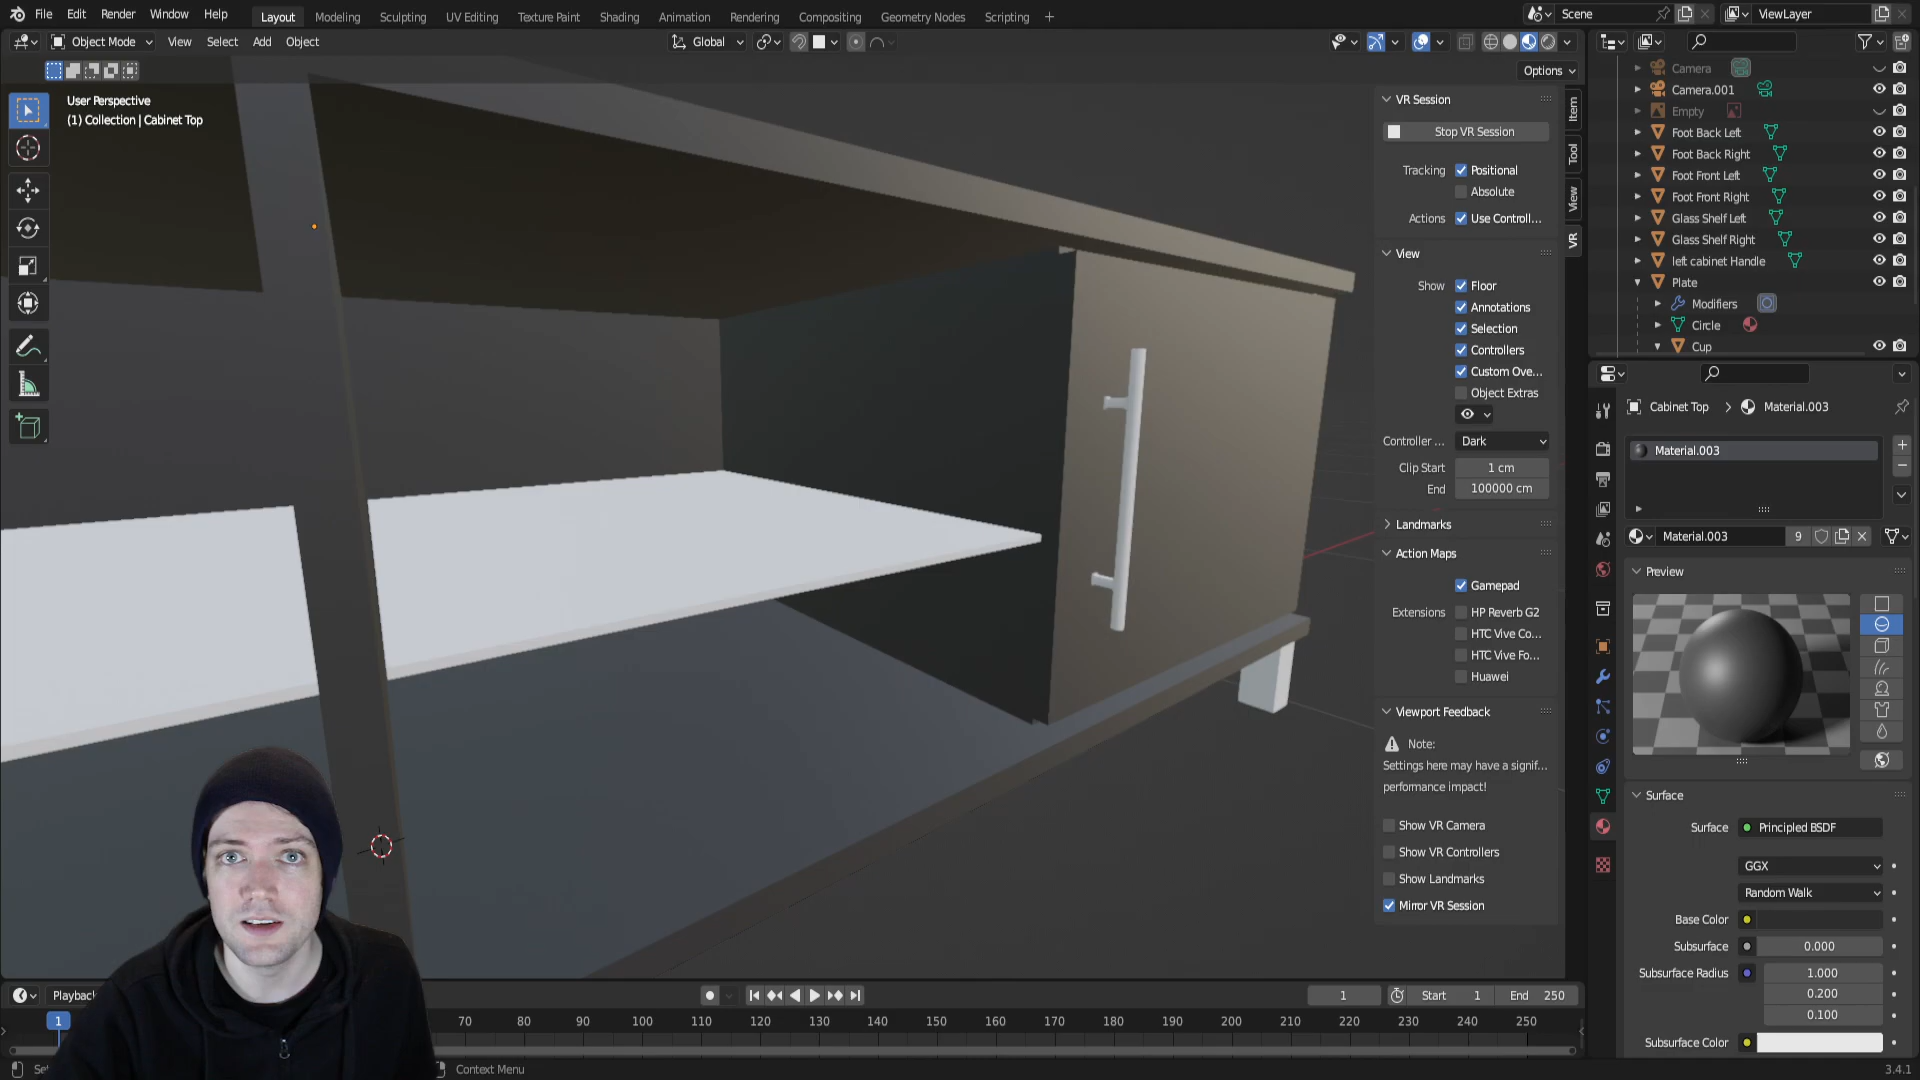 File Edit Render Window Help
Layout Modeling Sculpting UV Editing Texture Paint Shading Animation Rendering Compositing Geometry Nodes Scripting +
Scene
ViewLayer
Object Mode View Select Add Object
Global
Options
User Perspective
(1) Collection | Cabinet Top
VR Session
Stop VR Session
Tracking Positional
Absolute
Actions Use Controll...
View
Show Floor
Annotations
Selection
Controllers
Custom Ove...
Object Extras
Controller ... Dark
Clip Start 1 cm
End 100000 cm
Landmarks
Action Maps
Gamepad
Extensions HP Reverb G2
HTC Vive Co...
HTC Vive Fo...
Huawei
Viewport Feedback
Note:
Settings here may have a signif...
performance impact!
Show VR Camera
Show VR Controllers
Show Landmarks
Mirror VR Session
Item
Tool
View
VR
Camera
Camera.001
Empty
Foot Back Left
Foot Back Right
Foot Front Left
Foot Front Right
Glass Shelf Left
Glass Shelf Right
left cabinet Handle
Plate
Modifiers
Circle
Cup
Cabinet Top > Material.003
Material.003
Material.003 9
Preview
Surface
Surface Principled BSDF
GGX
Random Walk
Base Color
Subsurface 0.000
Subsurface Radius 1.000
0.200
0.100
Subsurface Color
Playback
1 Start 1 End 250
1 70 80 90 100 110 120 130 140 150 160 170 180 190 200 210 220 230 240 250
Context Menu
3.4.1